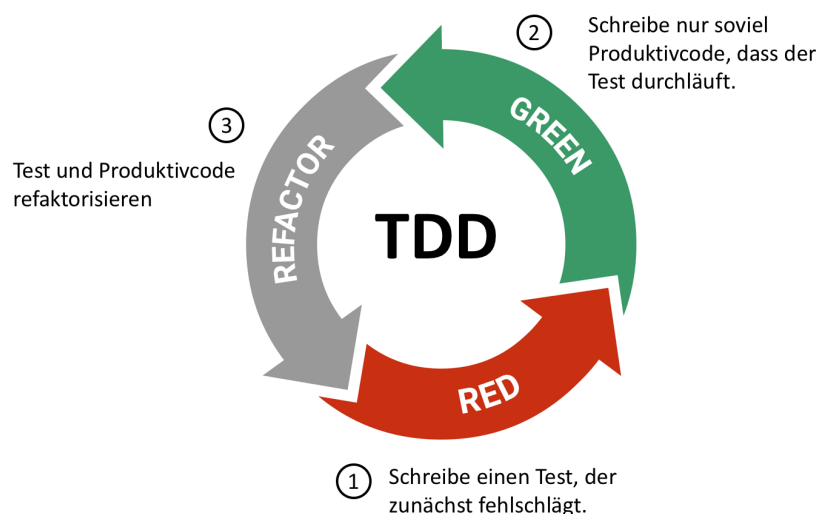 2
Schreibe nur soviel
Produktivcode, dass der
Test durchläuft.
GREEN
3
Test und Produktivcode
refaktorisieren
REFACTOR
TDD
RED
1
Schreibe einen Test, der
zunächst fehlschlägt.